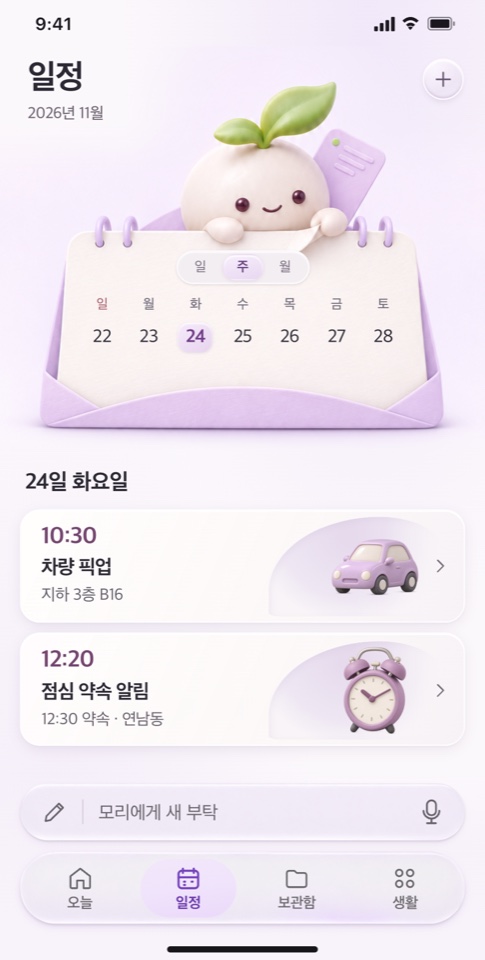 9:41
일정
2026년 11월
일 주 월
일 월 화 수 목 금 토
22 23 24 25 26 27 28
24일 화요일
10:30
차량 픽업
지하 3층 B16
12:20
점심 약속 알림
12:30 약속 · 연남동
모리에게 새 부탁
오늘 일정 보관함 생활